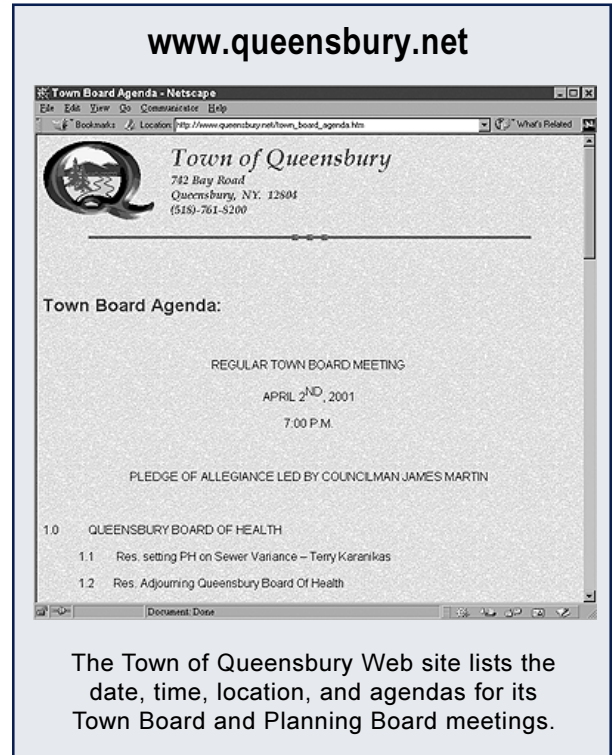 www.queensbury.net
Town Board Agenda - Netscape
File Edit View Go Communicator Help
Bookmarks Location: http://www.queensbury.net/town_board_agenda.htm What's Related
Q
Town of Queensbury
742 Bay Road
Queensbury, NY. 12804
(518)-761-8200
Town Board Agenda:
REGULAR TOWN BOARD MEETING
APRIL 2ND, 2001
7:00 P.M.
PLEDGE OF ALLEGIANCE LED BY COUNCILMAN JAMES MARTIN
1.0 QUEENSBURY BOARD OF HEALTH
1.1 Res. setting PH on Sewer Variance – Terry Karanikas
1.2 Res. Adjourning Queensbury Board Of Health
Document: Done
The Town of Queensbury Web site lists the
date, time, location, and agendas for its
Town Board and Planning Board meetings.